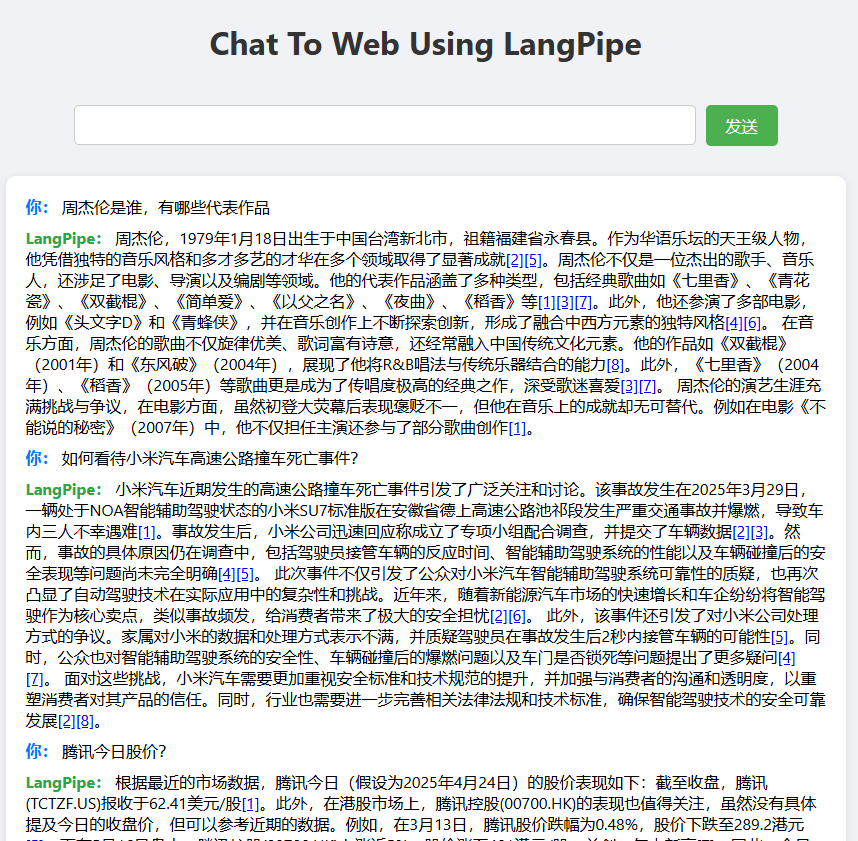 Chat To Web Using LangPipe
发送
你： 周杰伦是谁，有哪些代表作品
LangPipe： 周杰伦，1979年1月18日出生于中国台湾新北市，祖籍福建省永春县。作为华语乐坛的天王级人物，
他凭借独特的音乐风格和多才多艺的才华在多个领域取得了显著成就[2][5]。周杰伦不仅是一位杰出的歌手、音乐
人，还涉足了电影、导演以及编剧等领域。他的代表作品涵盖了多种类型，包括经典歌曲如《七里香》、《青花
瓷》、《双截棍》、《简单爱》、《以父之名》、《夜曲》、《稻香》等[1][3][7]。此外，他还参演了多部电影，
例如《头文字D》和《青蜂侠》，并在音乐创作上不断探索创新，形成了融合中西方元素的独特风格[4][6]。 在音
乐方面，周杰伦的歌曲不仅旋律优美、歌词富有诗意，还经常融入中国传统文化元素。他的作品如《双截棍》
（2001年）和《东风破》（2004年），展现了他将R&B唱法与传统乐器结合的能力[8]。此外，《七里香》（2004
年）、《稻香》（2005年）等歌曲更是成为了传唱度极高的经典之作，深受歌迷喜爱[3][7]。 周杰伦的演艺生涯充
满挑战与争议，在电影方面，虽然初登大荧幕后表现褒贬不一，但他在音乐上的成就却无可替代。例如在电影《不
能说的秘密》（2007年）中，他不仅担任主演还参与了部分歌曲创作[1]。
你： 如何看待小米汽车高速公路撞车死亡事件？
LangPipe： 小米汽车近期发生的高速公路撞车死亡事件引发了广泛关注和讨论。该事故发生在2025年3月29日，
一辆处于NOA智能辅助驾驶状态的小米SU7标准版在安徽省德上高速公路池祁段发生严重交通事故并爆燃，导致车
内三人不幸遇难[1]。事故发生后，小米公司迅速回应称成立了专项小组配合调查，并提交了车辆数据[2][3]。然
而，事故的具体原因仍在调查中，包括驾驶员接管车辆的反应时间、智能辅助驾驶系统的性能以及车辆碰撞后的安
全表现等问题尚未完全明确[4][5]。 此次事件不仅引发了公众对小米汽车智能辅助驾驶系统可靠性的质疑，也再次
凸显了自动驾驶技术在实际应用中的复杂性和挑战。近年来，随着新能源汽车市场的快速增长和车企纷纷将智能驾
驶作为核心卖点，类似事故频发，给消费者带来了极大的安全担忧[2][6]。 此外，该事件还引发了对小米公司处理
方式的争议。家属对小米的数据和处理方式表示不满，并质疑驾驶员在事故发生后2秒内接管车辆的可能性[5]。同
时，公众也对智能辅助驾驶系统的安全性、车辆碰撞后的爆燃问题以及车门是否锁死等问题提出了更多疑问[4]
[7]。 面对这些挑战，小米汽车需要更加重视安全标准和技术规范的提升，并加强与消费者的沟通和透明度，以重
塑消费者对其产品的信任。同时，行业也需要进一步完善相关法律法规和技术标准，确保智能驾驶技术的安全可靠
发展[2][8]。
你： 腾讯今日股价？
LangPipe： 根据最近的市场数据，腾讯今日（假设为2025年4月24日）的股价表现如下：截至收盘，腾讯
(TCTZF.US)报收于62.41美元/股[1]。此外，在港股市场上，腾讯控股(00700.HK)的表现也值得关注，虽然没有具体
提及今日的收盘价，但可以参考近期的数据。例如，在3月13日，腾讯股价跌幅为0.48%，股价下跌至289.2港元